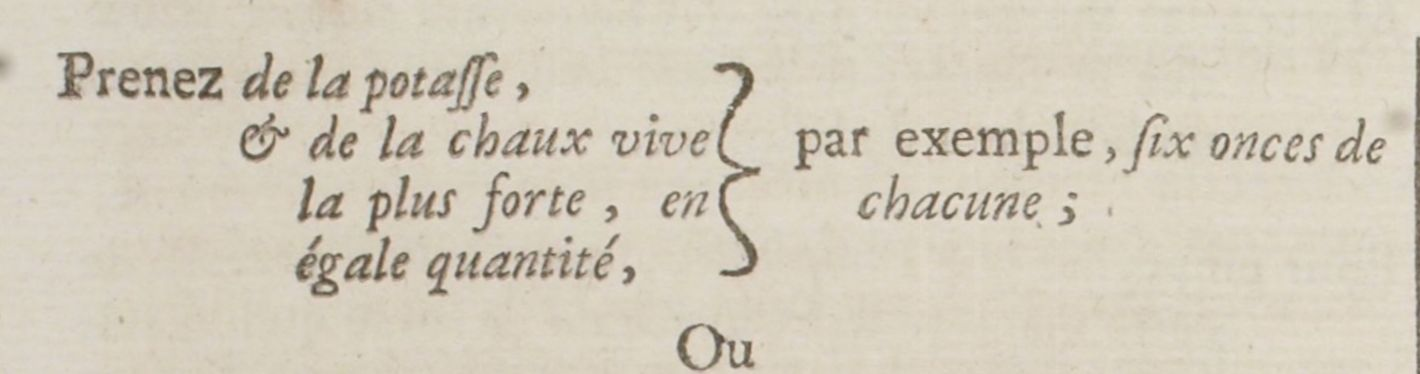 Prenez de la potaſſe,
& de la chaux vive
la plus forte, en
égale quantité,
par exemple, ſix onces de
chacune;
Ou